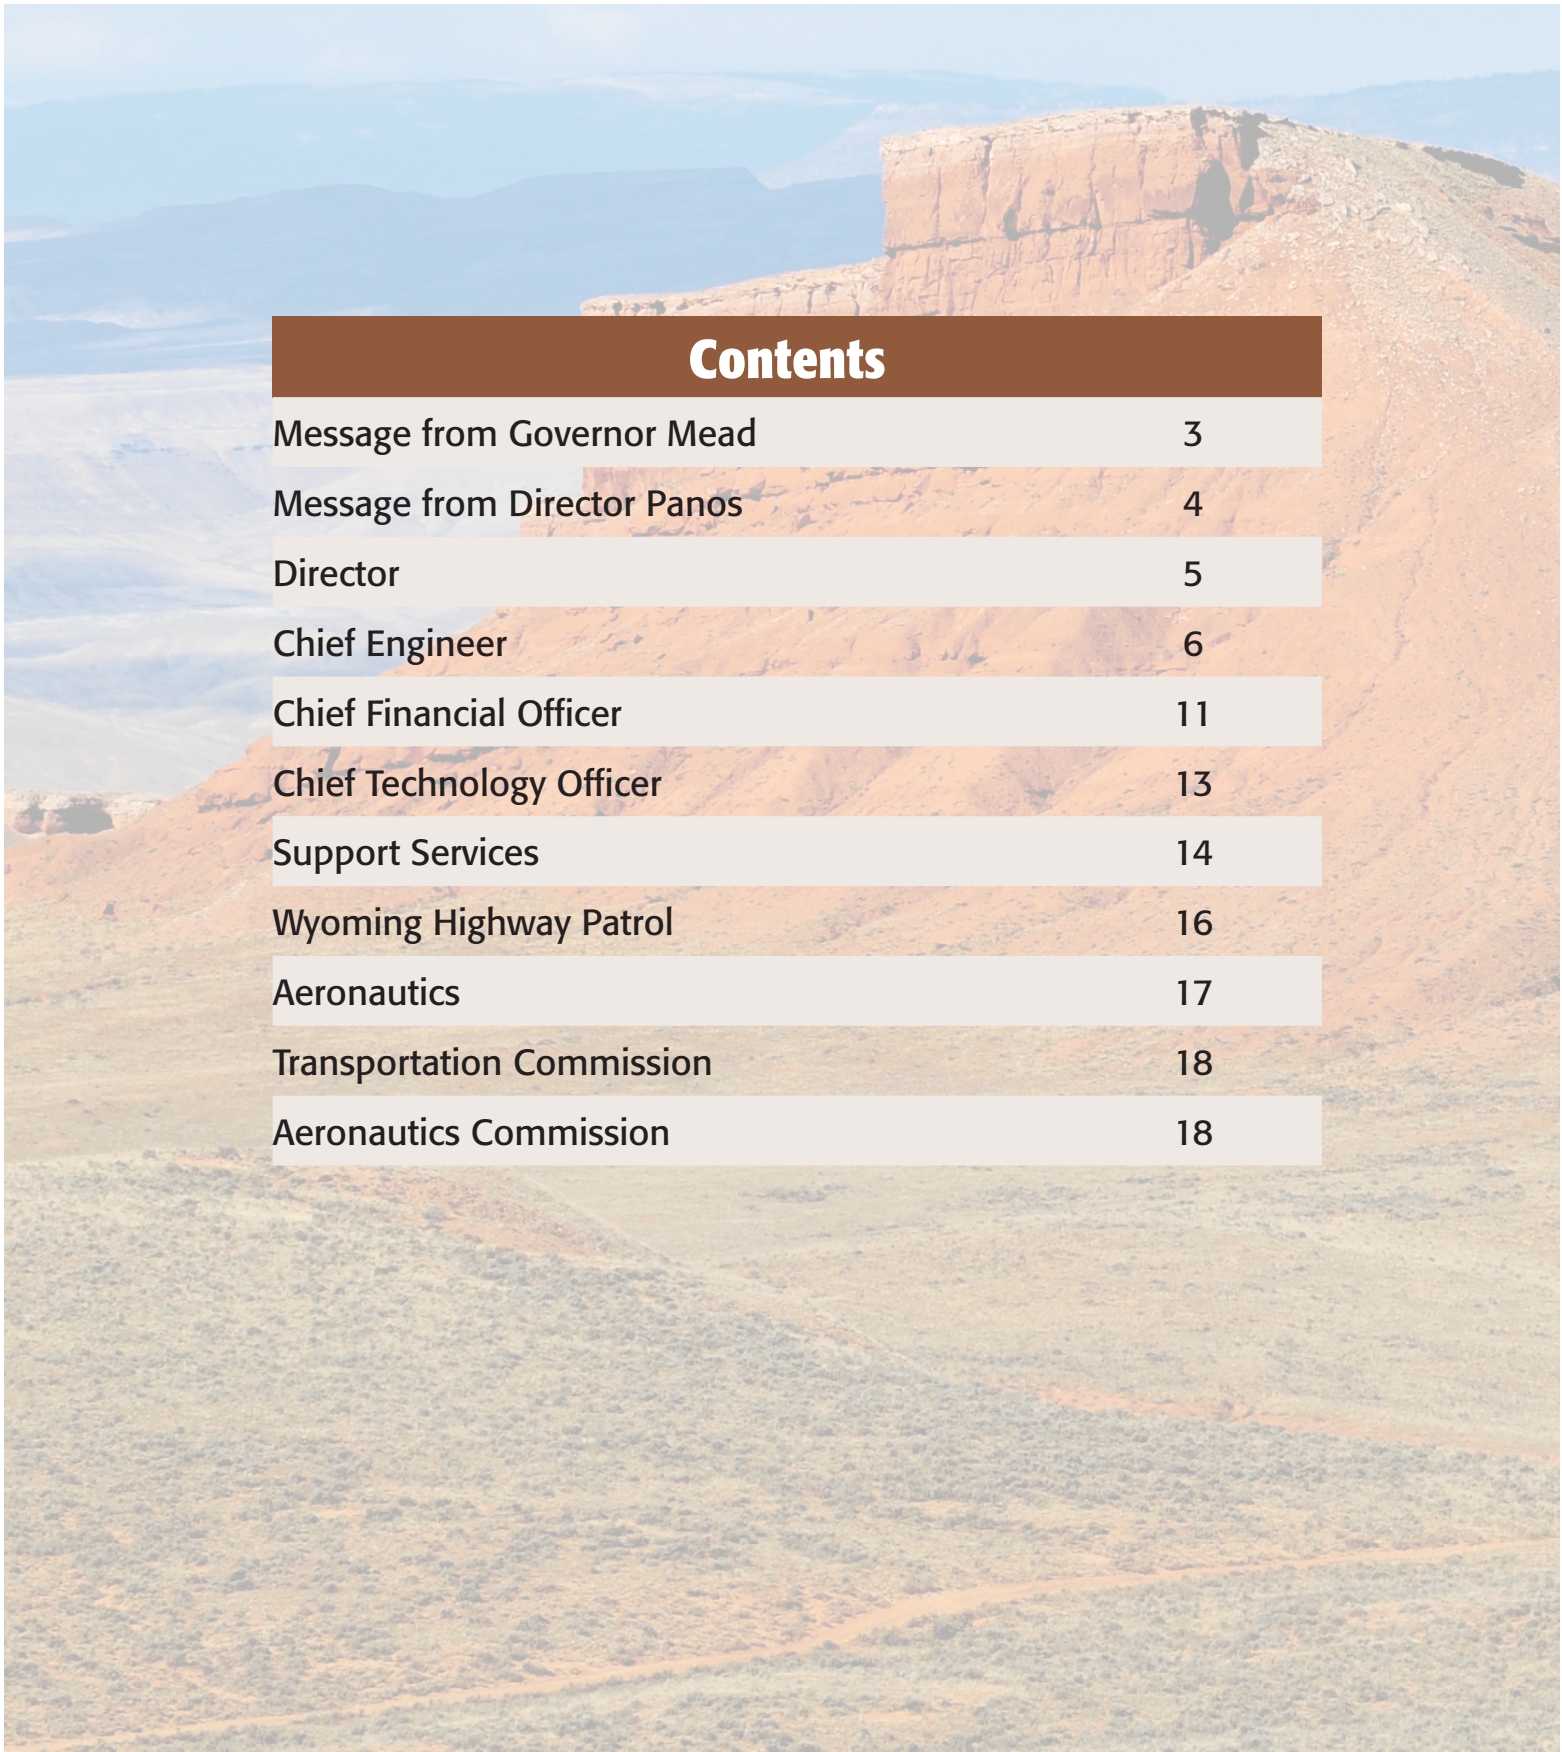 Contents
Message from Governor Mead 3
Message from Director Panos 4
Director 5
Chief Engineer 6
Chief Financial Officer 11
Chief Technology Officer 13
Support Services 14
Wyoming Highway Patrol 16
Aeronautics 17
Transportation Commission 18
Aeronautics Commission 18